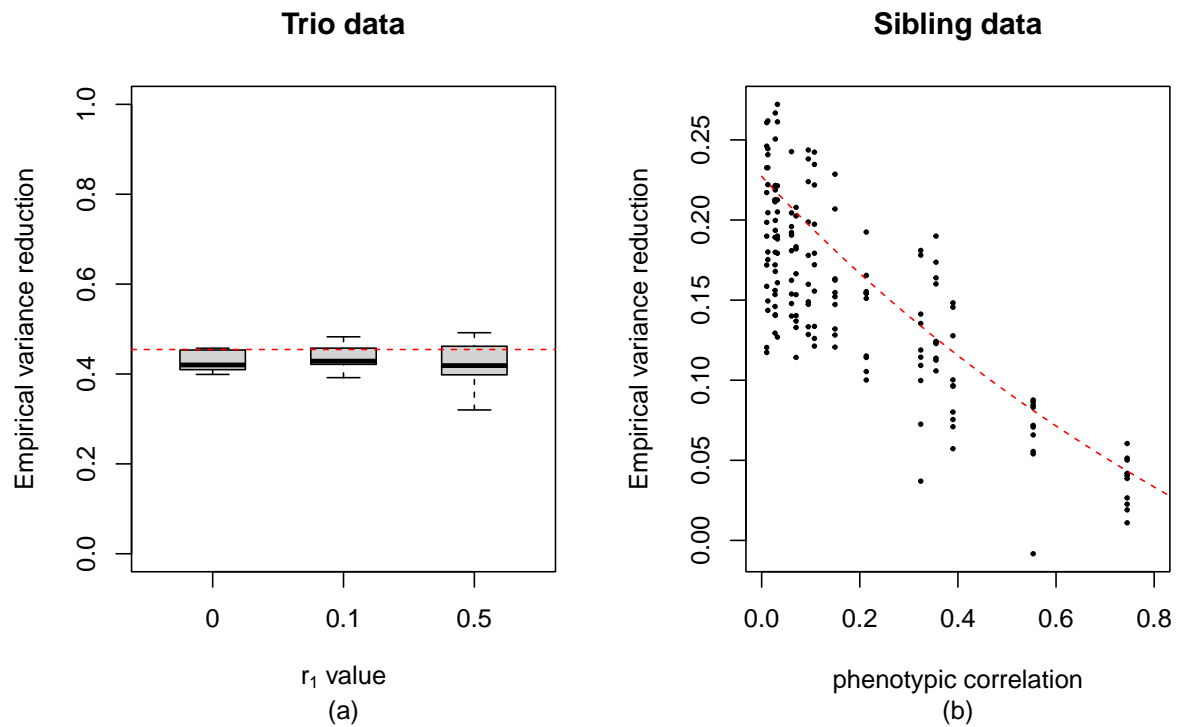 Trio data
Empirical variance reduction
1.0
0.8
0.6
0.4
0.2
0.0
0
0.1
0.5
r₁ value
(a)
Sibling data
Empirical variance reduction
0.25
0.20
0.15
0.10
0.05
0.00
0.0
0.2
0.4
0.6
0.8
phenotypic correlation
(b)